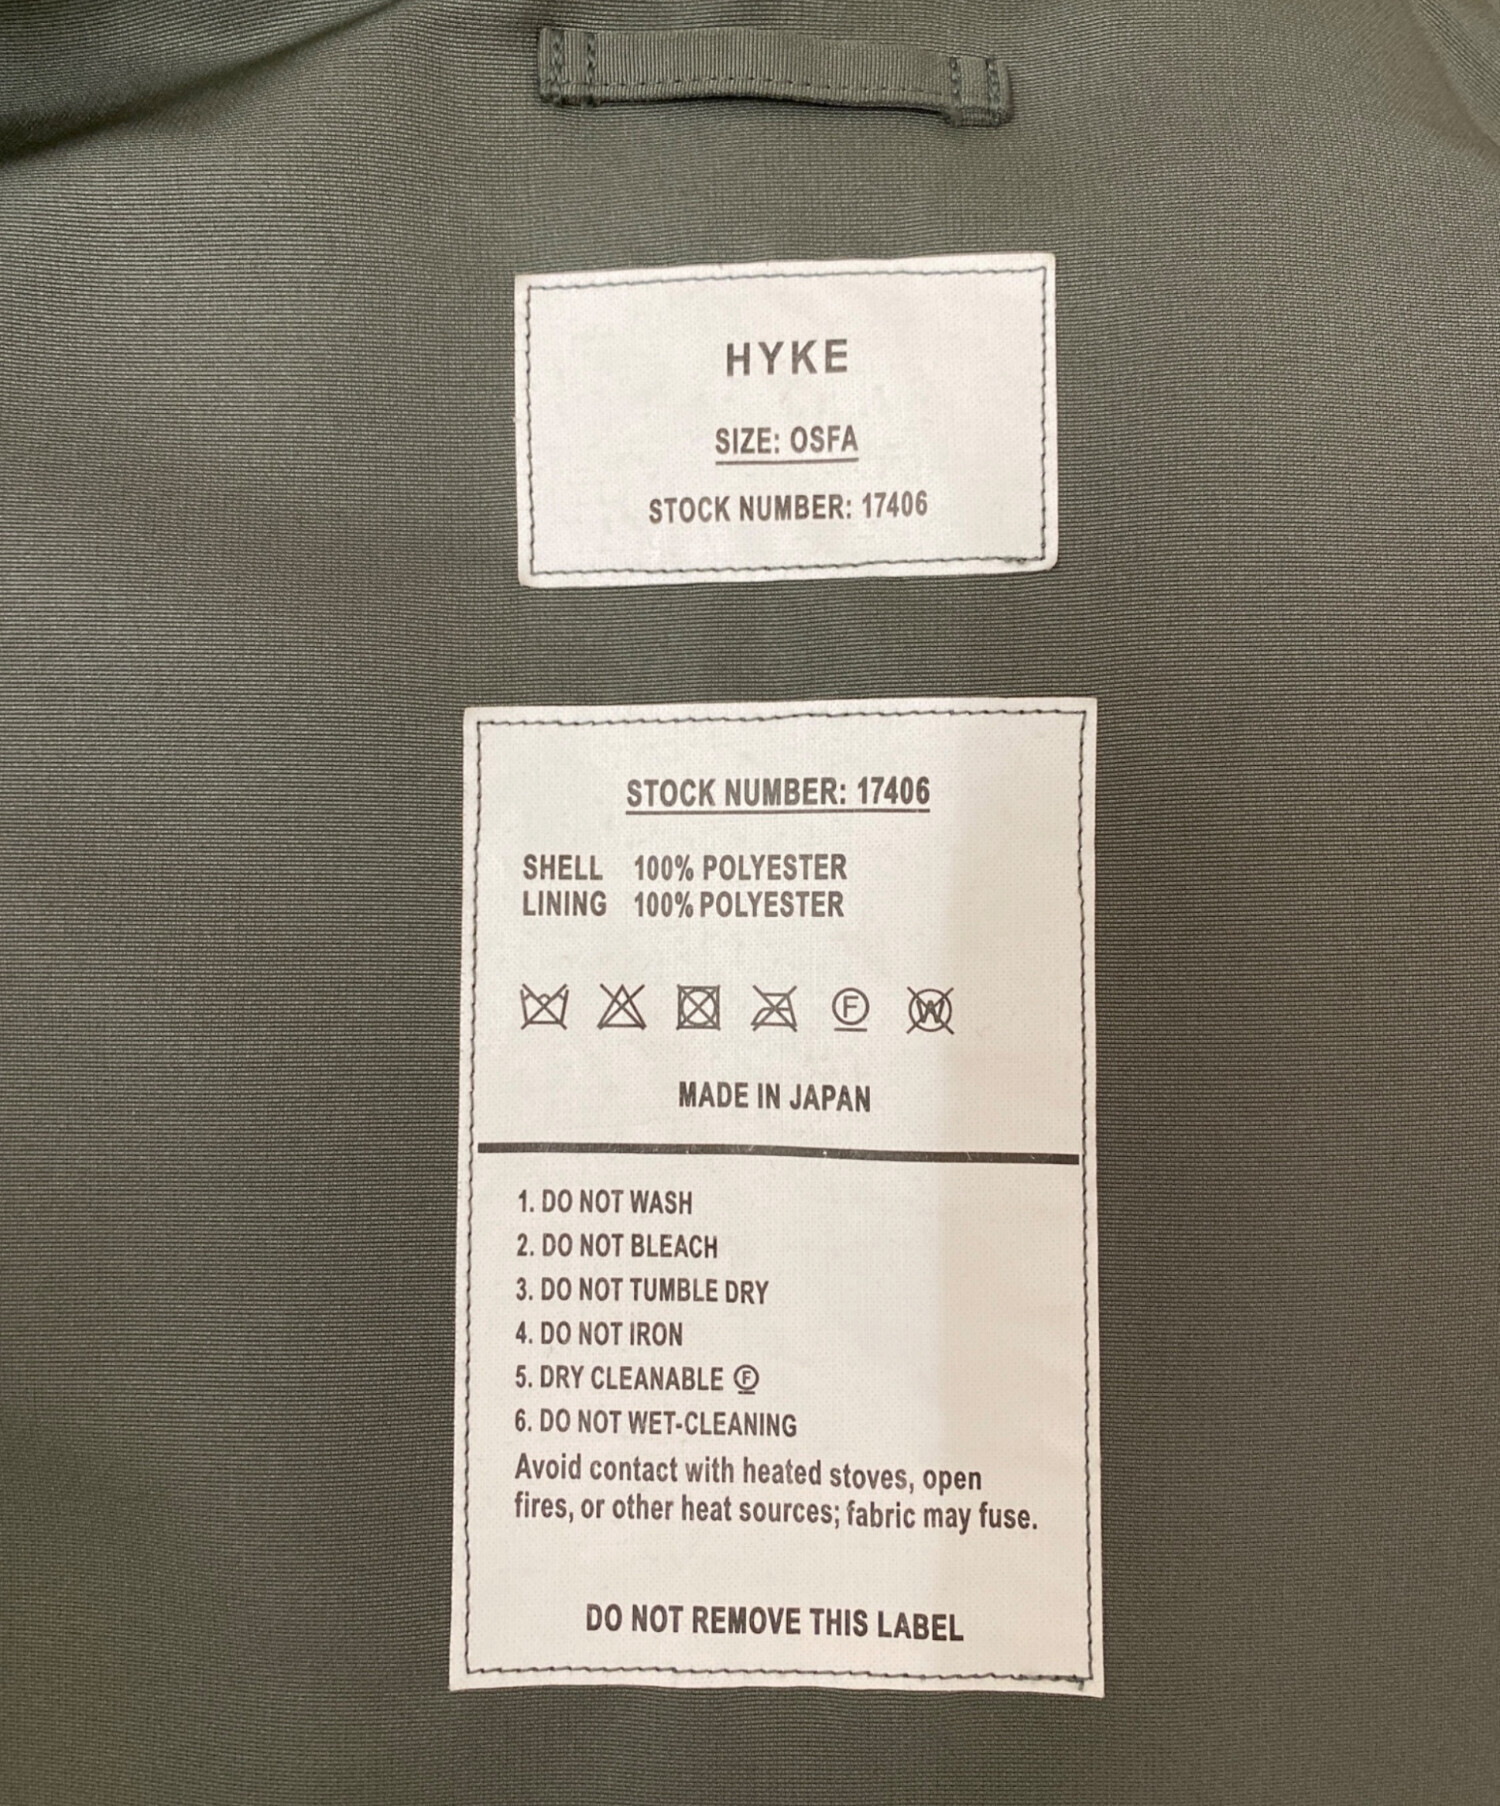 HYKE
SIZE: OSFA
STOCK NUMBER: 17406
STOCK NUMBER: 17406
SHELL 100% POLYESTER
LINING 100% POLYESTER
F W
MADE IN JAPAN
1. DO NOT WASH
2. DO NOT BLEACH
3. DO NOT TUMBLE DRY
4. DO NOT IRON
5. DRY CLEANABLE Ⓕ
6. DO NOT WET-CLEANING
Avoid contact with heated stoves, open
fires, or other heat sources; fabric may fuse.
DO NOT REMOVE THIS LABEL